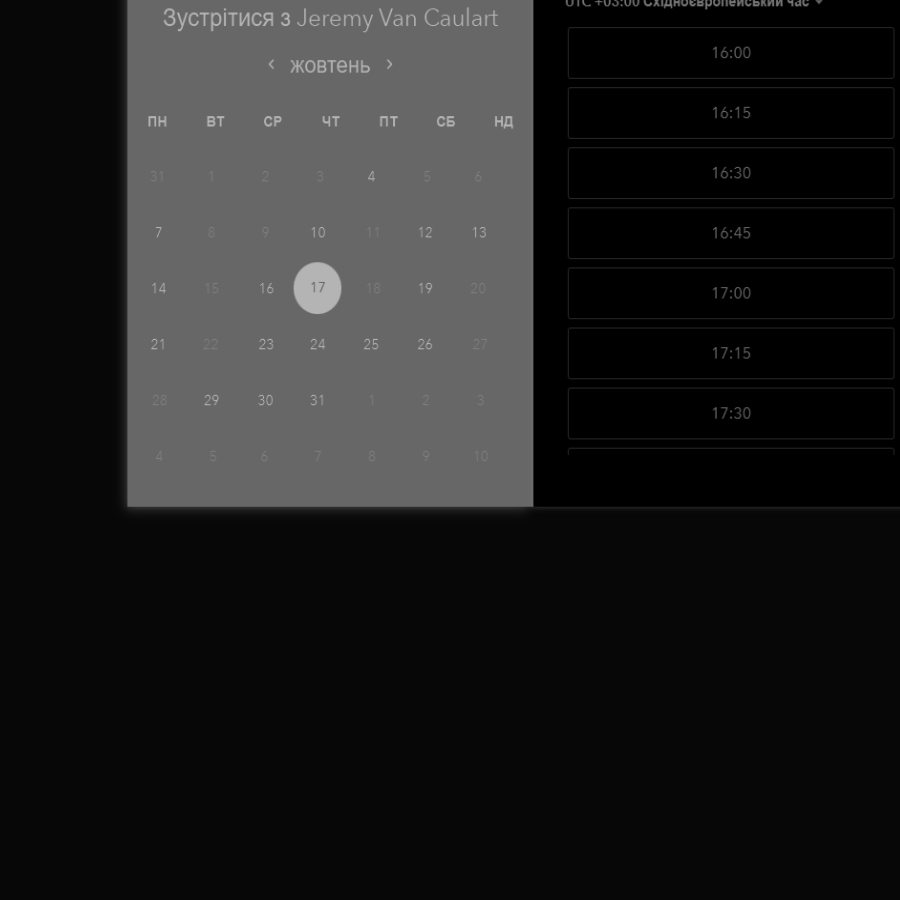 Зустрітися з Jeremy Van Caulart
‹ жовтень ›
ПН ВТ СР ЧТ ПТ СБ НД
31 1 2 3 4 5 6
7 8 9 10 11 12 13
14 15 16 17 18 19 20
21 22 23 24 25 26 27
28 29 30 31 1 2 3
4 5 6 7 8 9 10
UTC +03:00 Східноєвропейський час
16:00
16:15
16:30
16:45
17:00
17:15
17:30